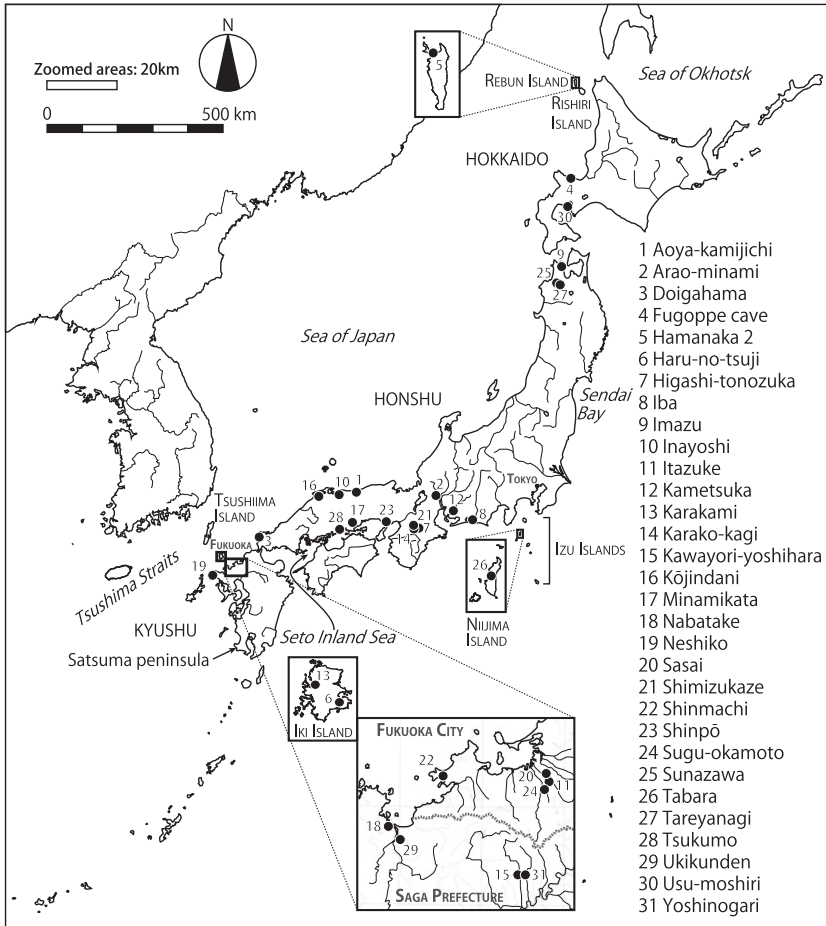 N
Zoomed areas: 20km
0 500 km
5
REBUN ISLAND
RISHIRI
ISLAND
Sea of Okhotsk
HOKKAIDO
4
30
9
25
27
Sea of Japan
HONSHU
Sendai
Bay
TOKYO
16
10
1
2
12
8
TSUSHIMA
ISLAND
28
17
23
21
7
14
FUKUOKA
3
19
Tsushima Straits
IZU ISLANDS
26
NIIJIMA
ISLAND
KYUSHU
Seto Inland Sea
Satsuma peninsula
13
6
IKI ISLAND
FUKUOKA CITY
22
20
11
24
18
29
15
31
SAGA PREFECTURE
1 Aoya-kamijichi
2 Arao-minami
3 Doigahama
4 Fugoppe cave
5 Hamanaka 2
6 Haru-no-tsuji
7 Higashi-tonozuka
8 Iba
9 Imazu
10 Inayoshi
11 Itazuke
12 Kametsuka
13 Karakami
14 Karako-kagi
15 Kawayori-yoshihara
16 Kōjindani
17 Minamikata
18 Nabatake
19 Neshiko
20 Sasai
21 Shimizukaze
22 Shinmachi
23 Shinpō
24 Sugu-okamoto
25 Sunazawa
26 Tabara
27 Tareyanagi
28 Tsukumo
29 Ukikunden
30 Usu-moshiri
31 Yoshinogari